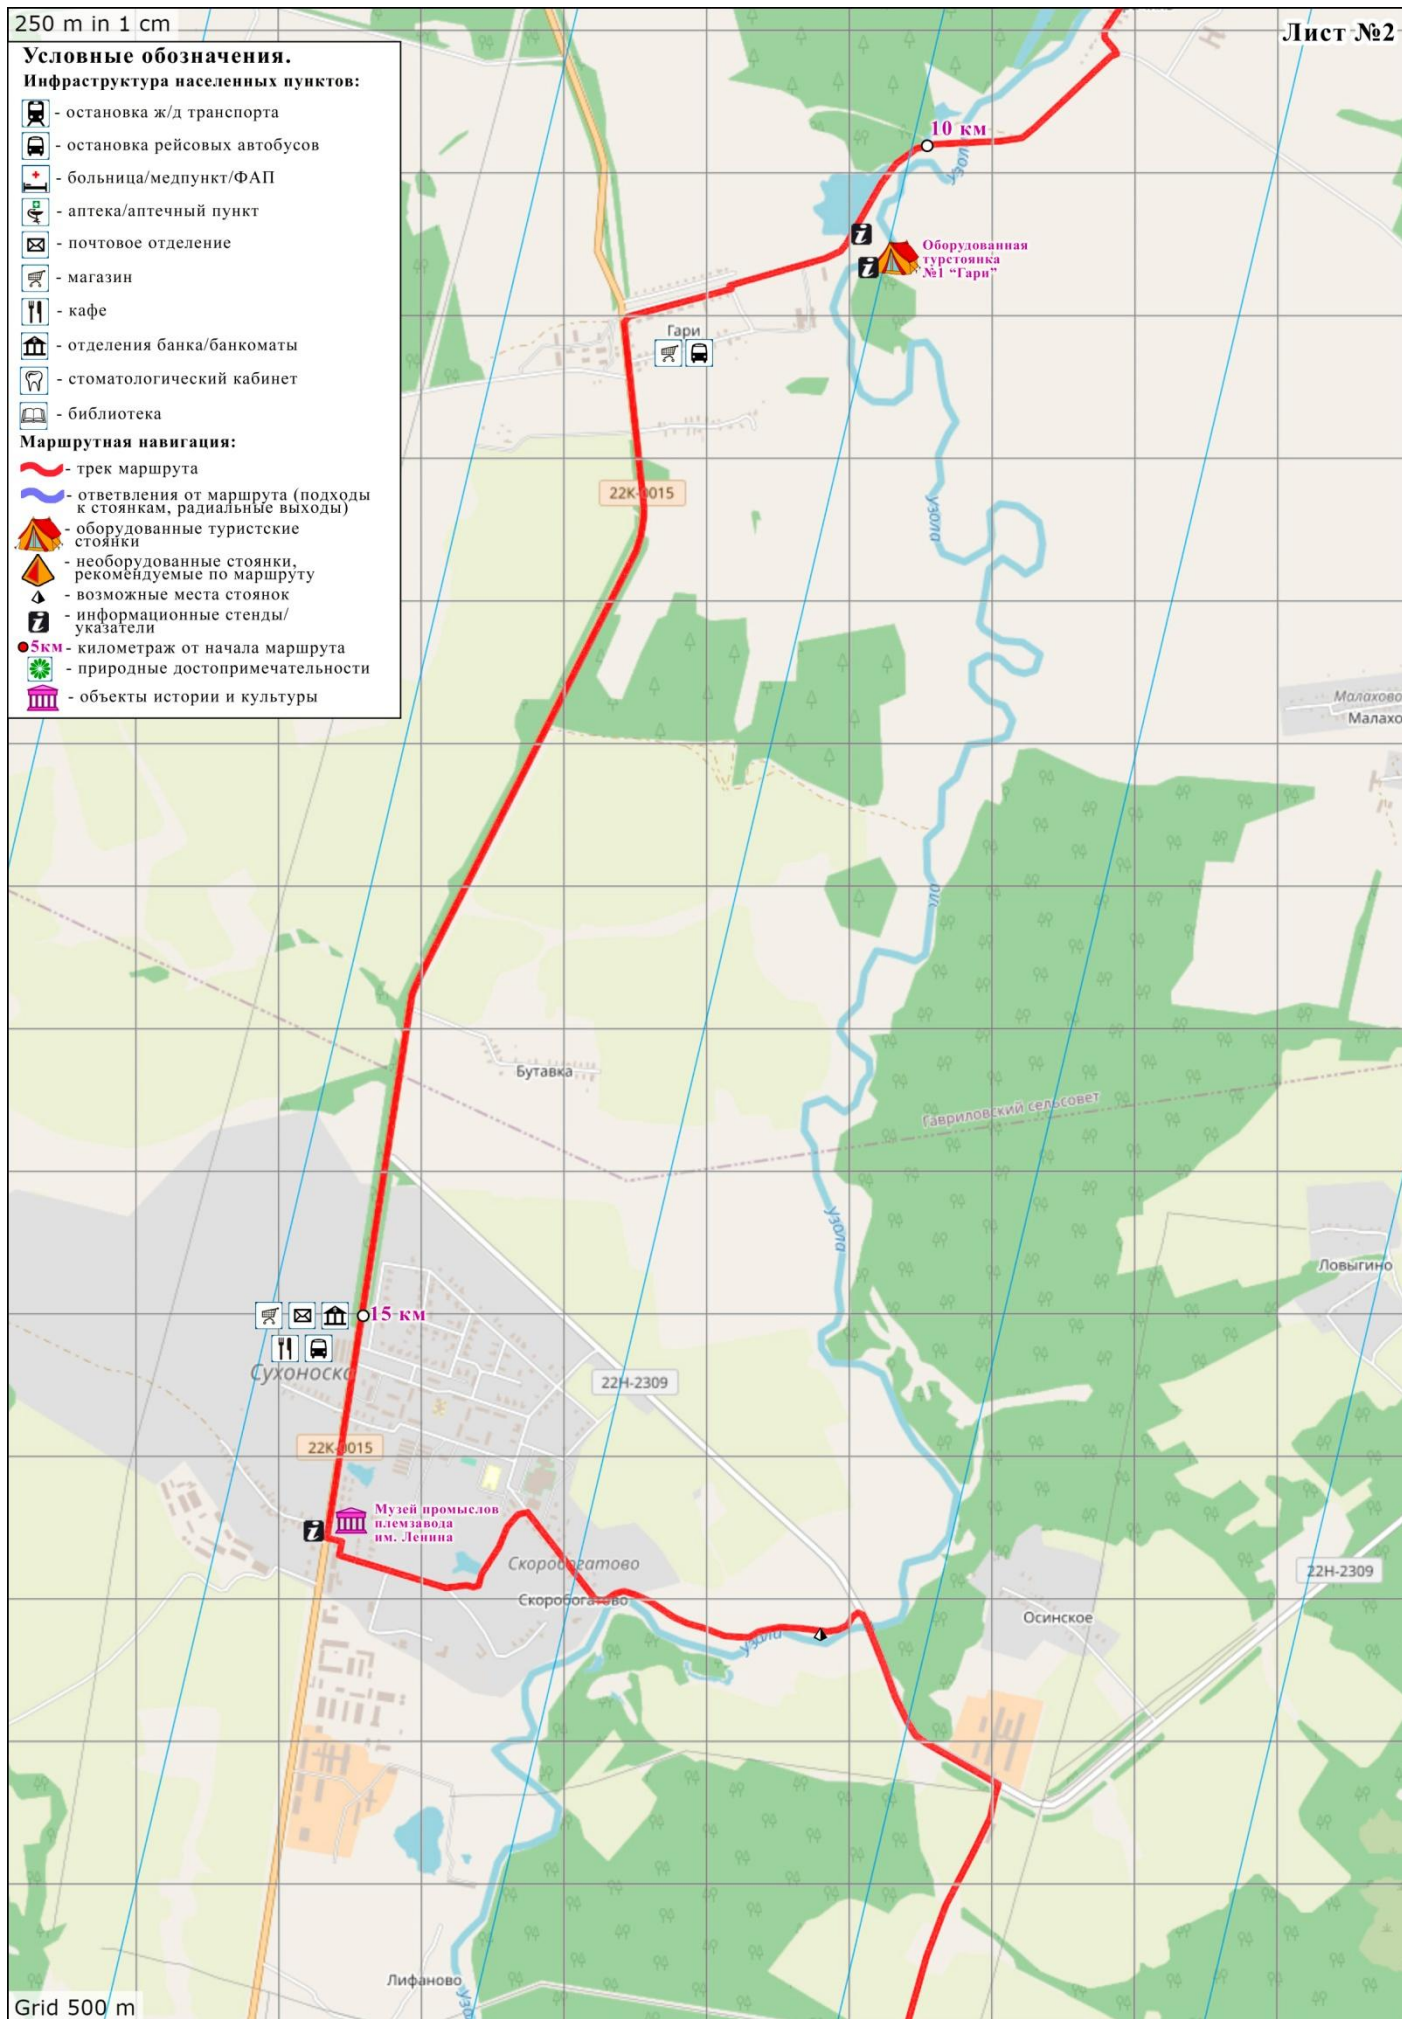 250 m in 1 cm
Лист №2
Условные обозначения.
Инфраструктура населенных пунктов:
- остановка ж/д транспорта
- остановка рейсовых автобусов
- больница/медпункт/ФАП
- аптека/аптечный пункт
- почтовое отделение
- магазин
- кафе
- отделения банка/банкоматы
- стоматологический кабинет
- библиотека
Маршрутная навигация:
- трек маршрута
- ответвления от маршрута (подходы
к стоянкам, радиальные выходы)
- оборудованные туристские
стоянки
- необорудованные стоянки,
рекомендуемые по маршруту
- возможные места стоянок
- информационные стенды/
указатели
5км - километраж от начала маршрута
- природные достопримечательности
- объекты истории и культуры
10 км
Узола
Оборудованная
турстоянка
№1 “Гари”
Гари
22К-0015
узола
Малахово
Малахо
Бутавка
Гавриловский сельсовет
Узола
Ловыгино
15 км
Сухоноска
22Н-2309
22К-0015
Музей промыслов
племзавода
им. Ленина
Скоробогатово
Скоробогатово
22Н-2309
Осинское
Узола
Лифаново
Узо
Grid 500 m